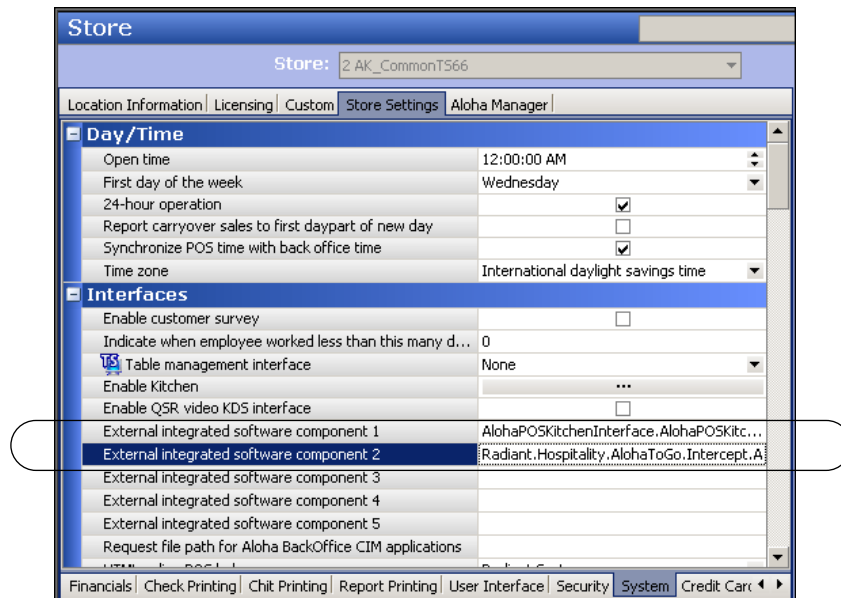 Store
Store: 2 AK_CommonTS66
Location Information Licensing Custom Store Settings Aloha Manager
Day/Time
Open time 12:00:00 AM
First day of the week Wednesday
24-hour operation
Report carryover sales to first daypart of new day
Synchronize POS time with back office time
Time zone International daylight savings time
Interfaces
Enable customer survey
Indicate when employee worked less than this many d... 0
TS Table management interface None
Enable Kitchen ...
Enable QSR video KDS interface
External integrated software component 1 AlohaPOSKitchenInterface.AlohaPOSKitc...
External integrated software component 2 Radiant.Hospitality.AlohaToGo.Intercept.A
External integrated software component 3
External integrated software component 4
External integrated software component 5
Request file path for Aloha BackOffice CIM applications
Financials Check Printing Chit Printing Report Printing User Interface Security System Credit Card